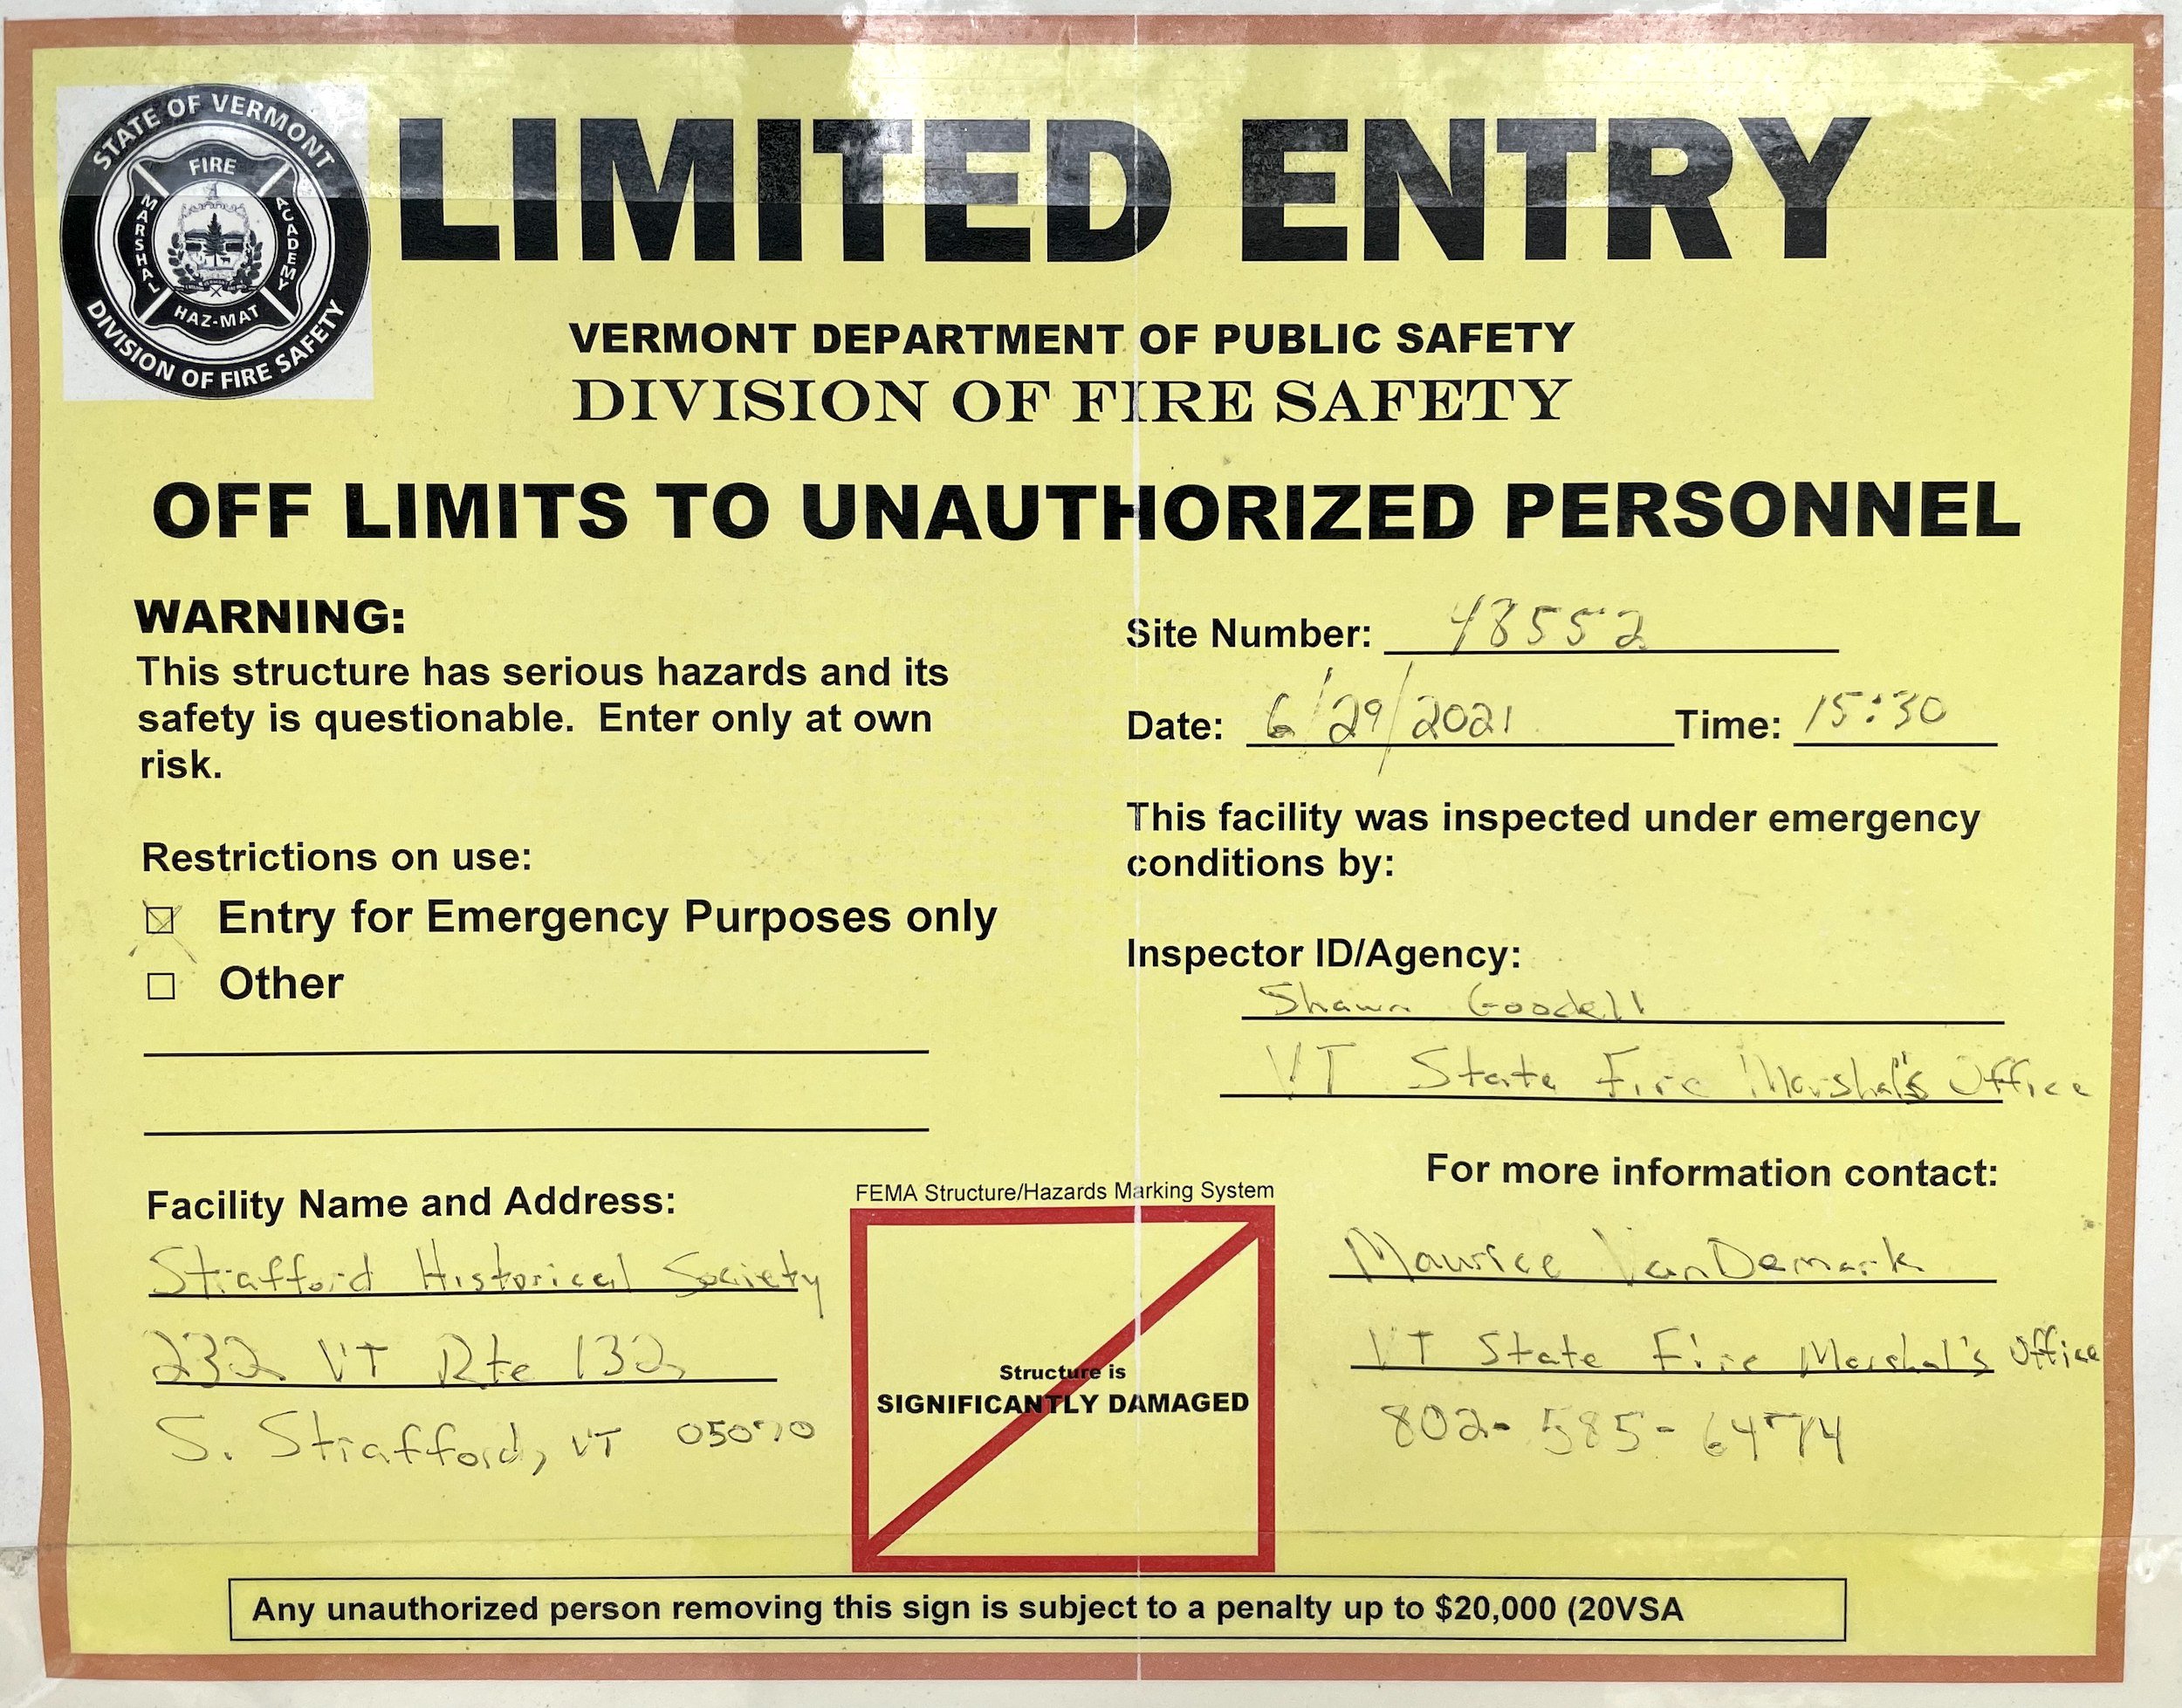 STATE OF VERMONT
FIRE
MARSHAL
ACADEMY
HAZ-MAT
DIVISION OF FIRE SAFETY
LIMITED ENTRY
VERMONT DEPARTMENT OF PUBLIC SAFETY
DIVISION OF FIRE SAFETY
OFF LIMITS TO UNAUTHORIZED PERSONNEL
WARNING:
This structure has serious hazards and its
safety is questionable. Enter only at own
risk.
Restrictions on use:
Entry for Emergency Purposes only
Other
Site Number: 48552
Date: 6/29/2021 Time: 15:30
This facility was inspected under emergency
conditions by:
Inspector ID/Agency:
Shawn Goodell
VT State Fire Marshal's Office
Facility Name and Address:
Strafford Historical Society
232 VT Rte 132
S. Strafford, VT 05070
FEMA Structure/Hazards Marking System
Structure is
SIGNIFICANTLY DAMAGED
For more information contact:
Maurice VanDemark
VT State Fire Marshal's Office
802-585-6474
Any unauthorized person removing this sign is subject to a penalty up to $20,000 (20VSA